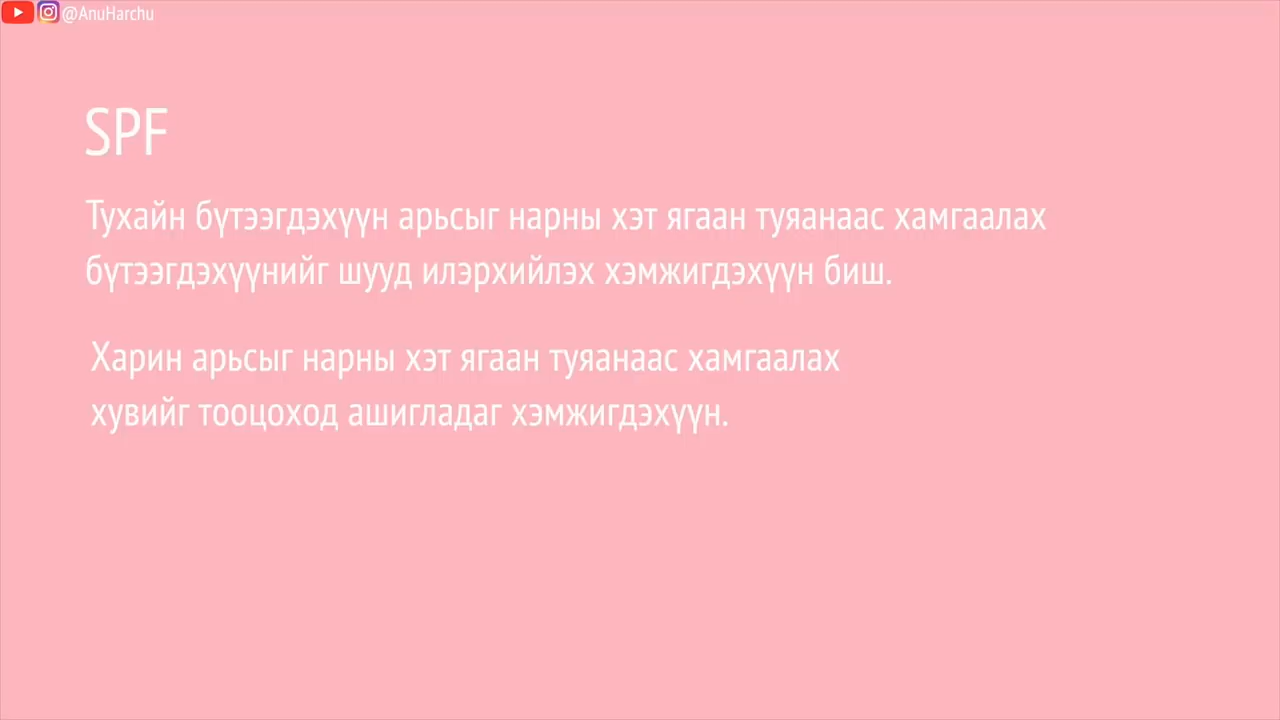 @AnuHarchu
SPF
Тухайн бүтээгдэхүүн арьсыг нарны хэт ягаан туяанаас хамгаалах
бүтээгдэхүүнийг шууд илэрхийлэх хэмжигдэхүүн биш.
Харин арьсыг нарны хэт ягаан туяанаас хамгаалах
хувийг тооцоход ашигладаг хэмжигдэхүүн.